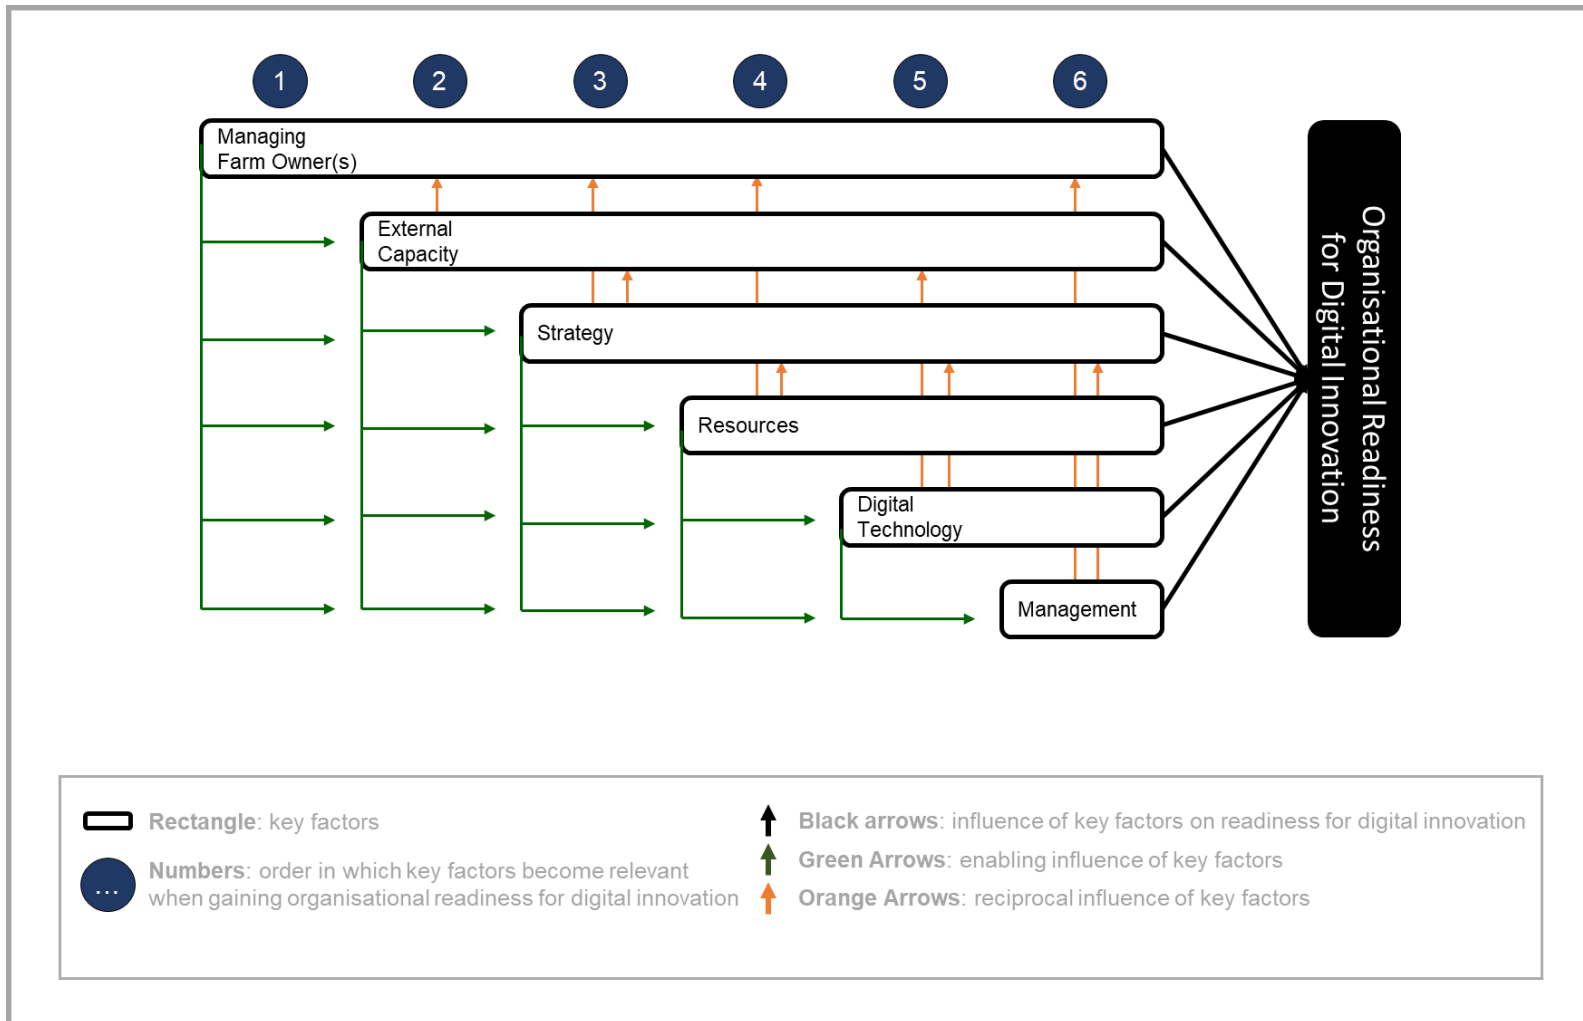 1
2
3
4
5
6
Managing
Farm Owner(s)
External
Capacity
Strategy
Resources
Digital
Technology
Management
Organisational Readiness
for Digital Innovation
Rectangle: key factors
...
Numbers: order in which key factors become relevant
when gaining organisational readiness for digital innovation
Black arrows: influence of key factors on readiness for digital innovation
Green Arrows: enabling influence of key factors
Orange Arrows: reciprocal influence of key factors